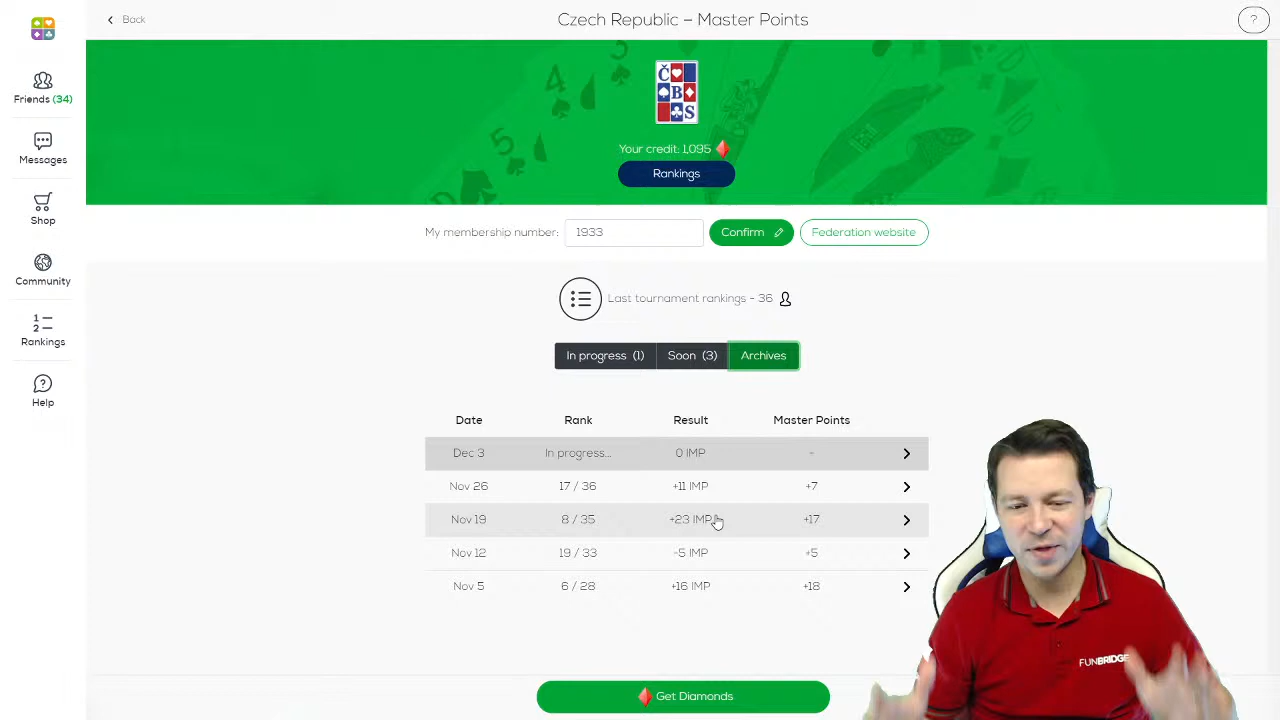 Back
Czech Republic – Master Points
?
Friends (34)
Messages
Shop
Community
1
2
Rankings
Help
Č
B
S
Your credit: 1,095
Rankings
My membership number: 1933 Confirm Federation website
Last tournament rankings - 36
In progress (1) Soon (3) Archives
Date Rank Result Master Points
Dec 3 In progress... 0 IMP -
Nov 26 17 / 36 +11 IMP +7
Nov 19 8 / 35 +23 IMP +17
Nov 12 19 / 33 -5 IMP +5
Nov 5 6 / 28 +16 IMP +18
Get Diamonds
FUNBRIDGE